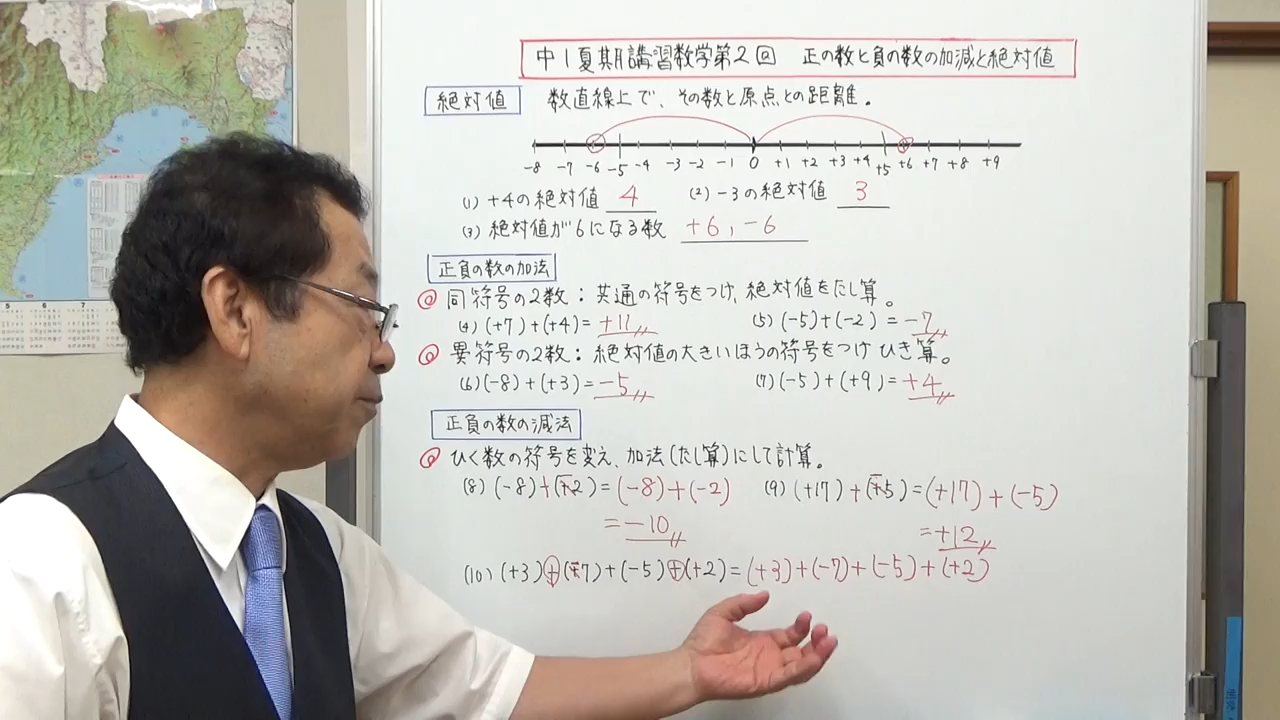 中1夏期講習数学第2回 正の数と負の数の加減と絶対値
絶対値 数直線上で、その数と原点との距離。
-8 -7 -6 -5 -4 -3 -2 -1 0 +1 +2 +3 +4 +5 +6 +7 +8 +9
(1) +4の絶対値 4 (2) -3の絶対値 3
(3) 絶対値が6になる数 +6, -6
正負の数の加法
同符号の2数:共通の符号をつけ、絶対値をたし算。
(4) (+7)+(+4)=+11 (5) (-5)+(-2)=-7
異符号の2数:絶対値の大きいほうの符号をつけ ひき算。
(6) (-8)+(+3)=-5 (7) (-5)+(+9)=+4
正負の数の減法
ひく数の符号を変え、加法(たし算)にして計算。
(8) (-8)+(-2)=(-8)+(-2) (9) (+17)+(-5)=(+17)+(-5)
=-10 =+12
(10) (+3)+(-7)+(-5)+(+2)=(+3)+(-7)+(-5)+(+2)
5 6 7